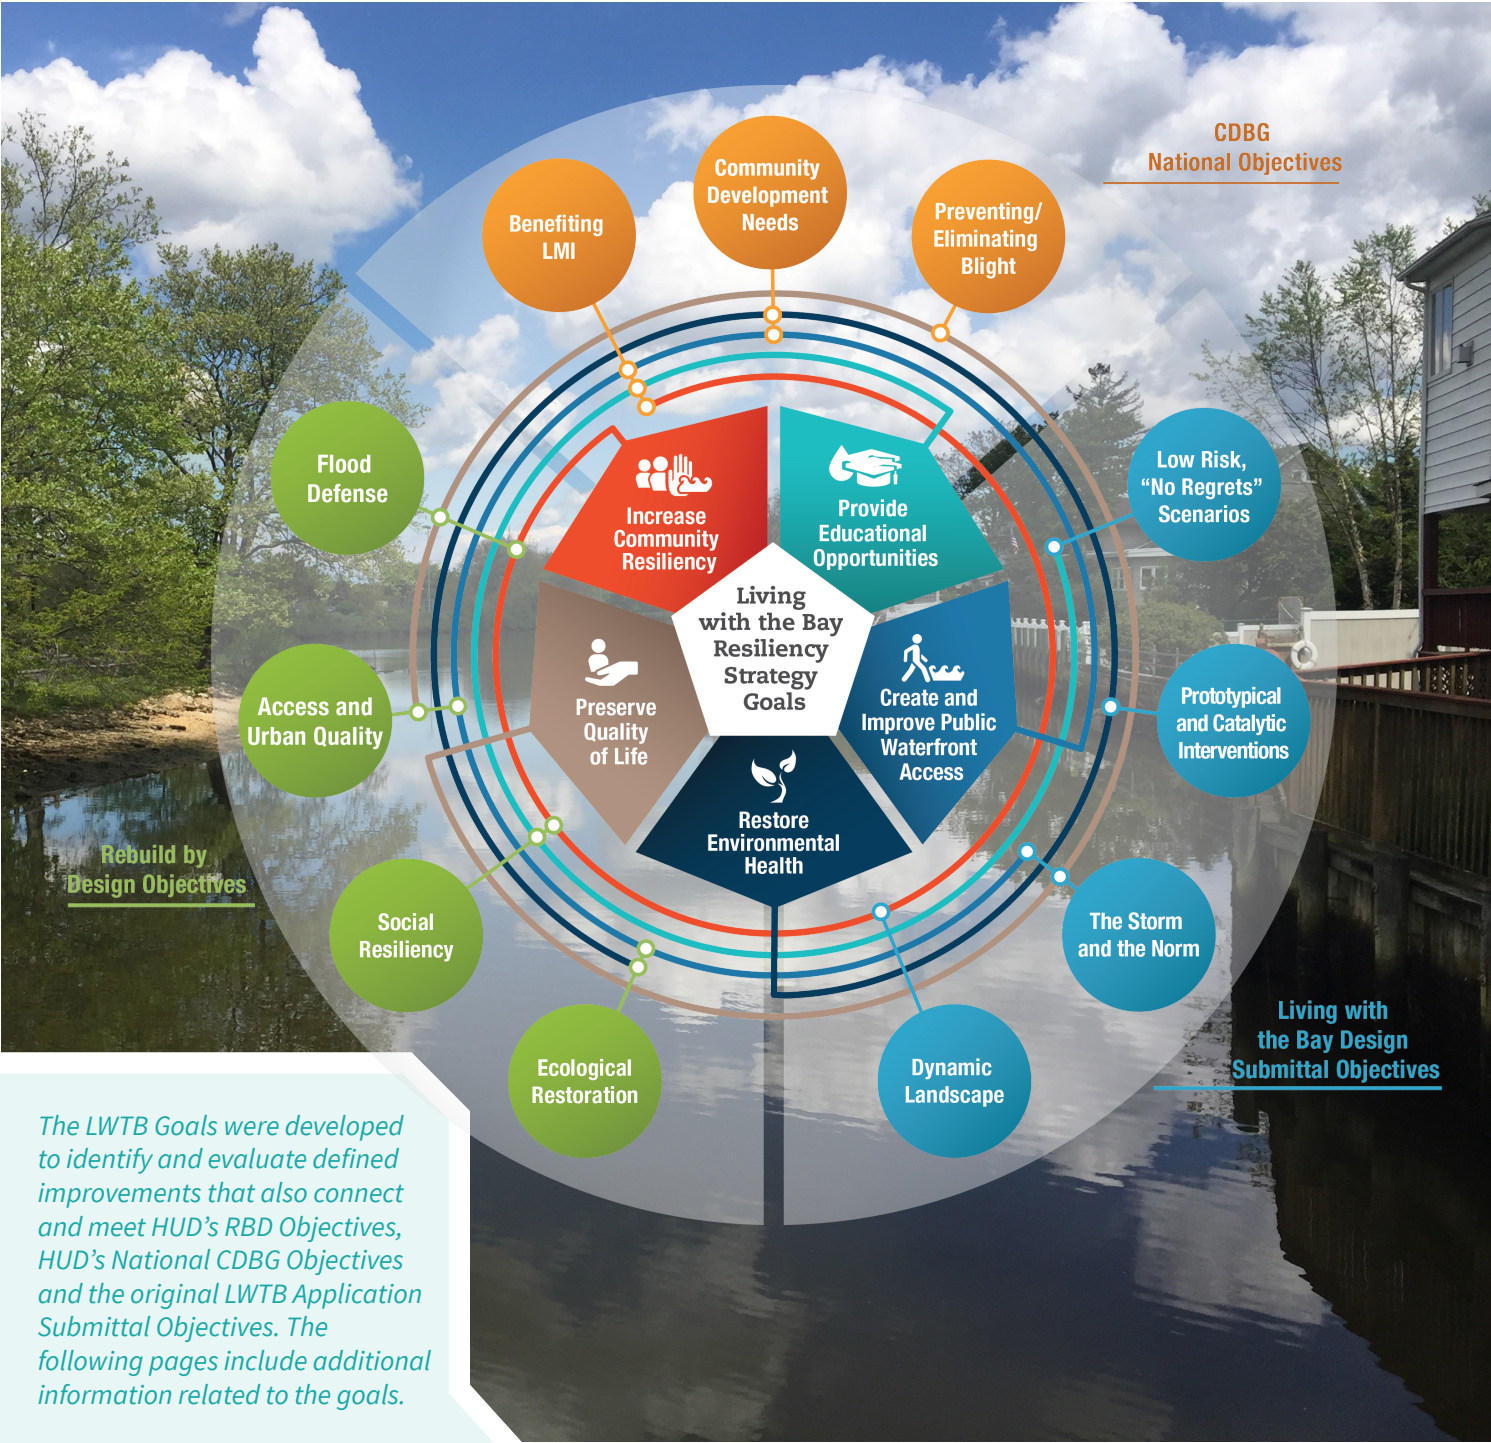 CDBG
National Objectives
Community
Development
Needs
Benefiting
LMI
Preventing/
Eliminating
Blight
Flood
Defense
Low Risk,
“No Regrets”
Scenarios
Increase
Community
Resiliency
Provide
Educational
Opportunities
Living
with the Bay
Resiliency
Strategy
Goals
Access and
Urban Quality
Preserve
Quality
of Life
Create and
Improve Public
Waterfront
Access
Prototypical
and Catalytic
Interventions
Restore
Environmental
Health
Rebuild by
Design Objectives
Social
Resiliency
The Storm
and the Norm
Living with
the Bay Design
Submittal Objectives
Ecological
Restoration
Dynamic
Landscape
The LWTB Goals were developed
to identify and evaluate defined
improvements that also connect
and meet HUD’s RBD Objectives,
HUD’s National CDBG Objectives
and the original LWTB Application
Submittal Objectives. The
following pages include additional
information related to the goals.